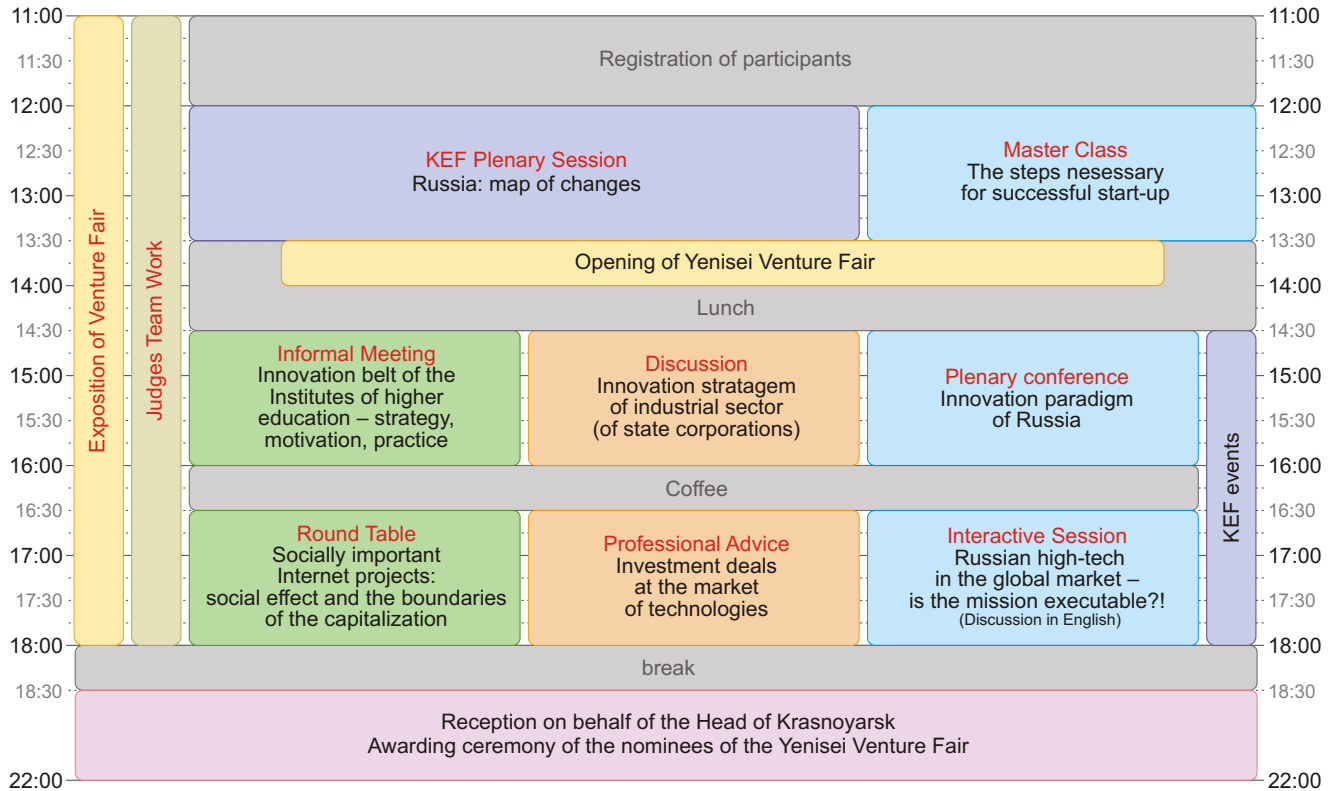 11:00
11:30
12:00
12:30
13:00
13:30
14:00
14:30
15:00
15:30
16:00
16:30
17:00
17:30
18:00
18:30
22:00
Exposition of Venture Fair
Judges Team Work
Registration of participants
KEF Plenary Session
Russia: map of changes
Master Class
The steps nesessary
for successful start-up
Opening of Yenisei Venture Fair
Lunch
Informal Meeting
Innovation belt of the
Institutes of higher
education – strategy,
motivation, practice
Discussion
Innovation stratagem
of industrial sector
(of state corporations)
Plenary conference
Innovation paradigm
of Russia
KEF events
Coffee
Round Table
Socially important
Internet projects:
social effect and the boundaries
of the capitalization
Professional Advice
Investment deals
at the market
of technologies
Interactive Session
Russian high-tech
in the global market –
is the mission executable?!
(Discussion in English)
break
Reception on behalf of the Head of Krasnoyarsk
Awarding ceremony of the nominees of the Yenisei Venture Fair
11:00
11:30
12:00
12:30
13:00
13:30
14:00
14:30
15:00
15:30
16:00
16:30
17:00
17:30
18:00
18:30
22:00